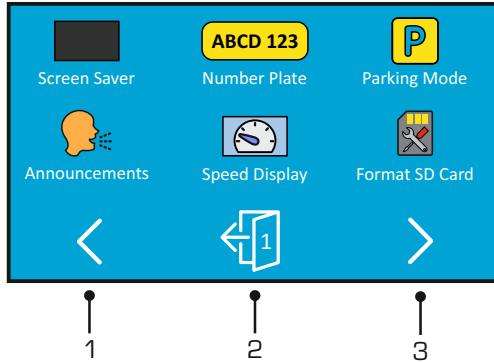 ABCD 123
P
Screen Saver Number Plate Parking Mode
Announcements Speed Display Format SD Card
1
1 2 3